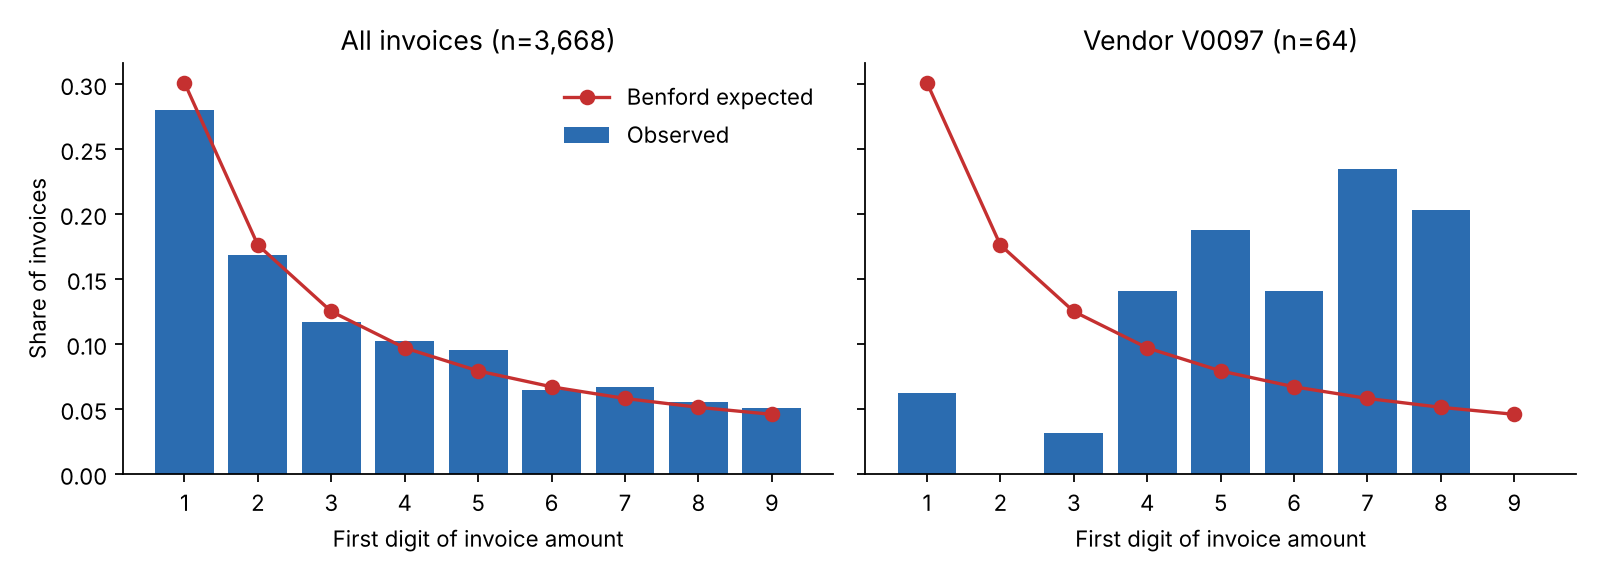 All invoices (n=3,668)
Benford expected
Observed
Share of invoices
0.30
0.25
0.20
0.15
0.10
0.05
0.00
1 2 3 4 5 6 7 8 9
First digit of invoice amount
Vendor V0097 (n=64)
1 2 3 4 5 6 7 8 9
First digit of invoice amount